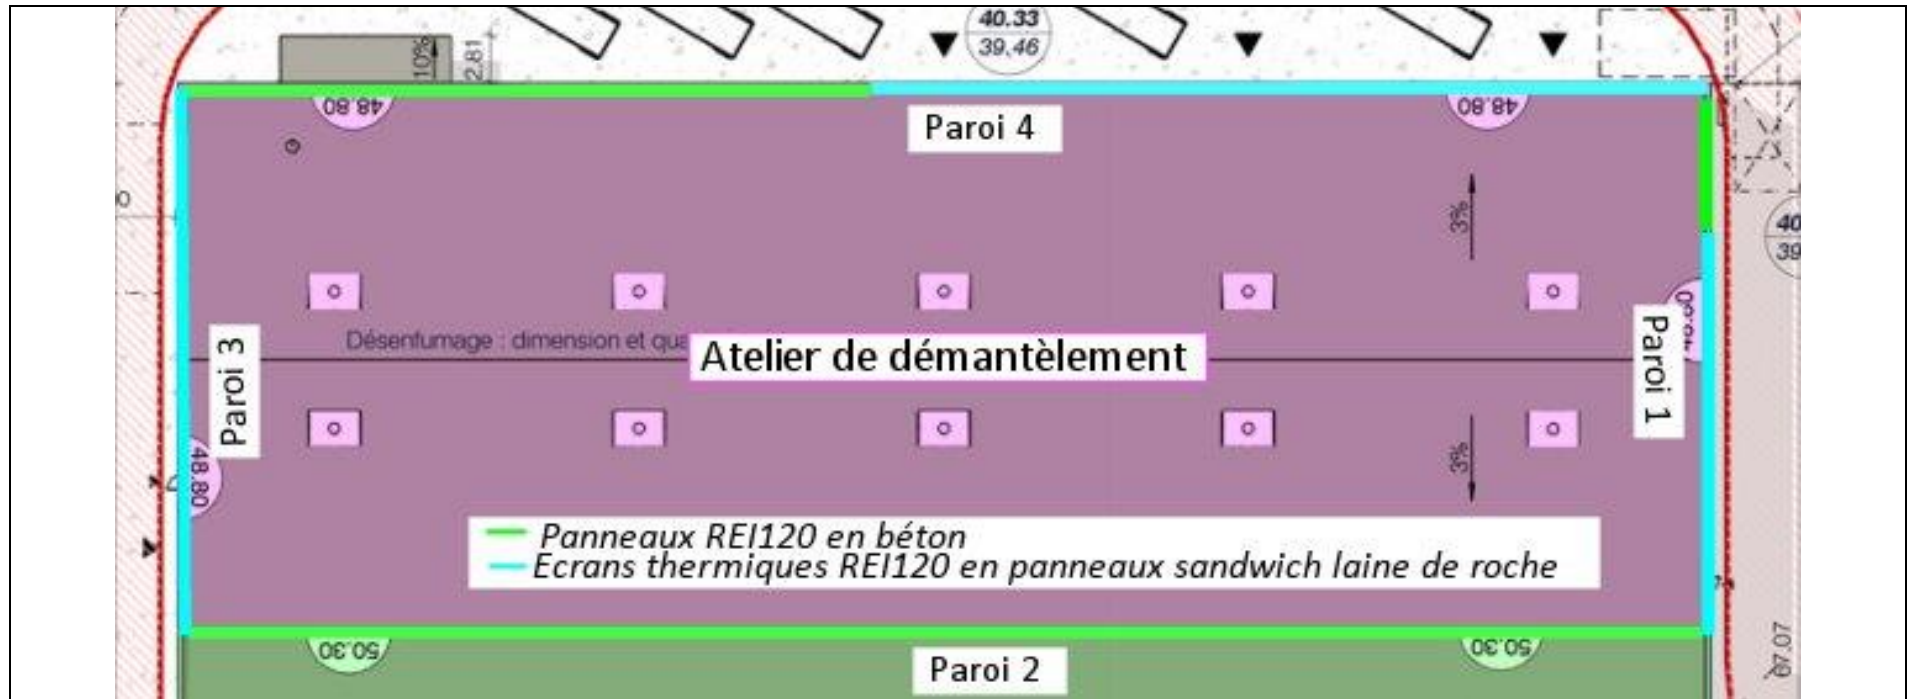 40.33
39.46
10%
2,81
48.80
48.80
Paroi 4
3%
40
39
Désenfumage : dimension et qua
Atelier de démantèlement
Paroi 3
Paroi 1
48.80
3%
Panneaux REI120 en béton
Ecrans thermiques REI120 en panneaux sandwich laine de roche
50.30
50.30
Paroi 2
67,07